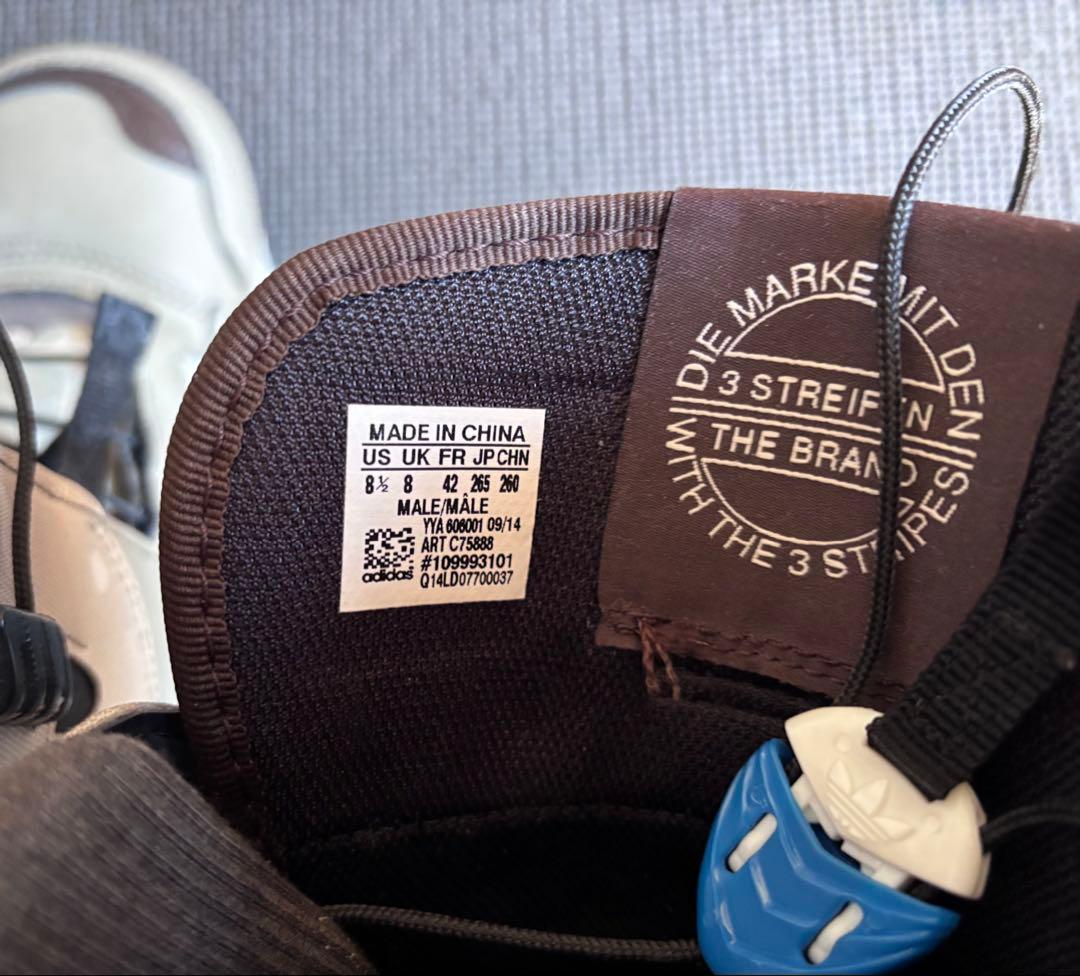 MADE IN CHINA
US UK FR JP CHN
8½ 8 42 265 260
MALE/MÂLE
YYA 606001 09/14
ART C75888
#109993101
adidas Q14LD07700037
DIE MARKE MIT DEN
3 STREIFEN
THE BRAND
WITH THE 3 STRIPES